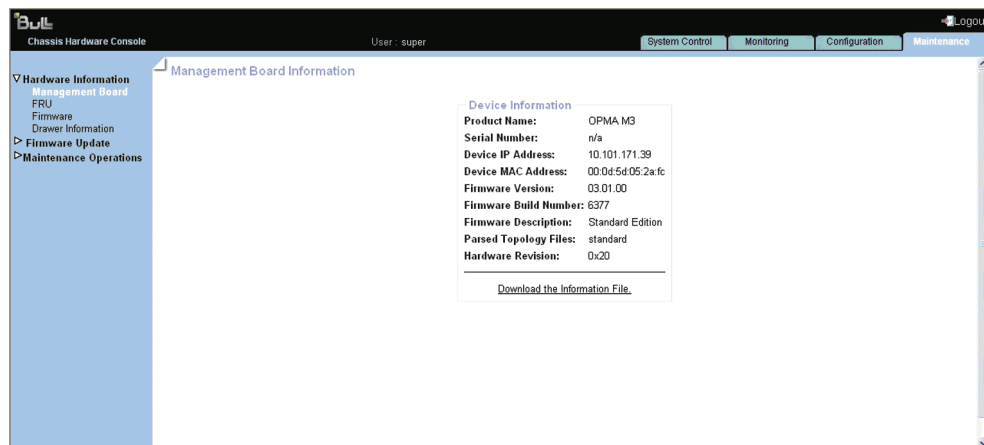 Bull
Logou
Chassis Hardware Console
User : super
System Control
Monitoring
Configuration
Maintenance
Hardware Information
Management Board
FRU
Firmware
Drawer Information
Firmware Update
Maintenance Operations
Management Board Information
Device Information
Product Name: OPMA M3
Serial Number: n/a
Device IP Address: 10.101.171.39
Device MAC Address: 00:0d:5d:05:2a:fc
Firmware Version: 03.01.00
Firmware Build Number: 6377
Firmware Description: Standard Edition
Parsed Topology Files: standard
Hardware Revision: 0x20
Download the Information File.